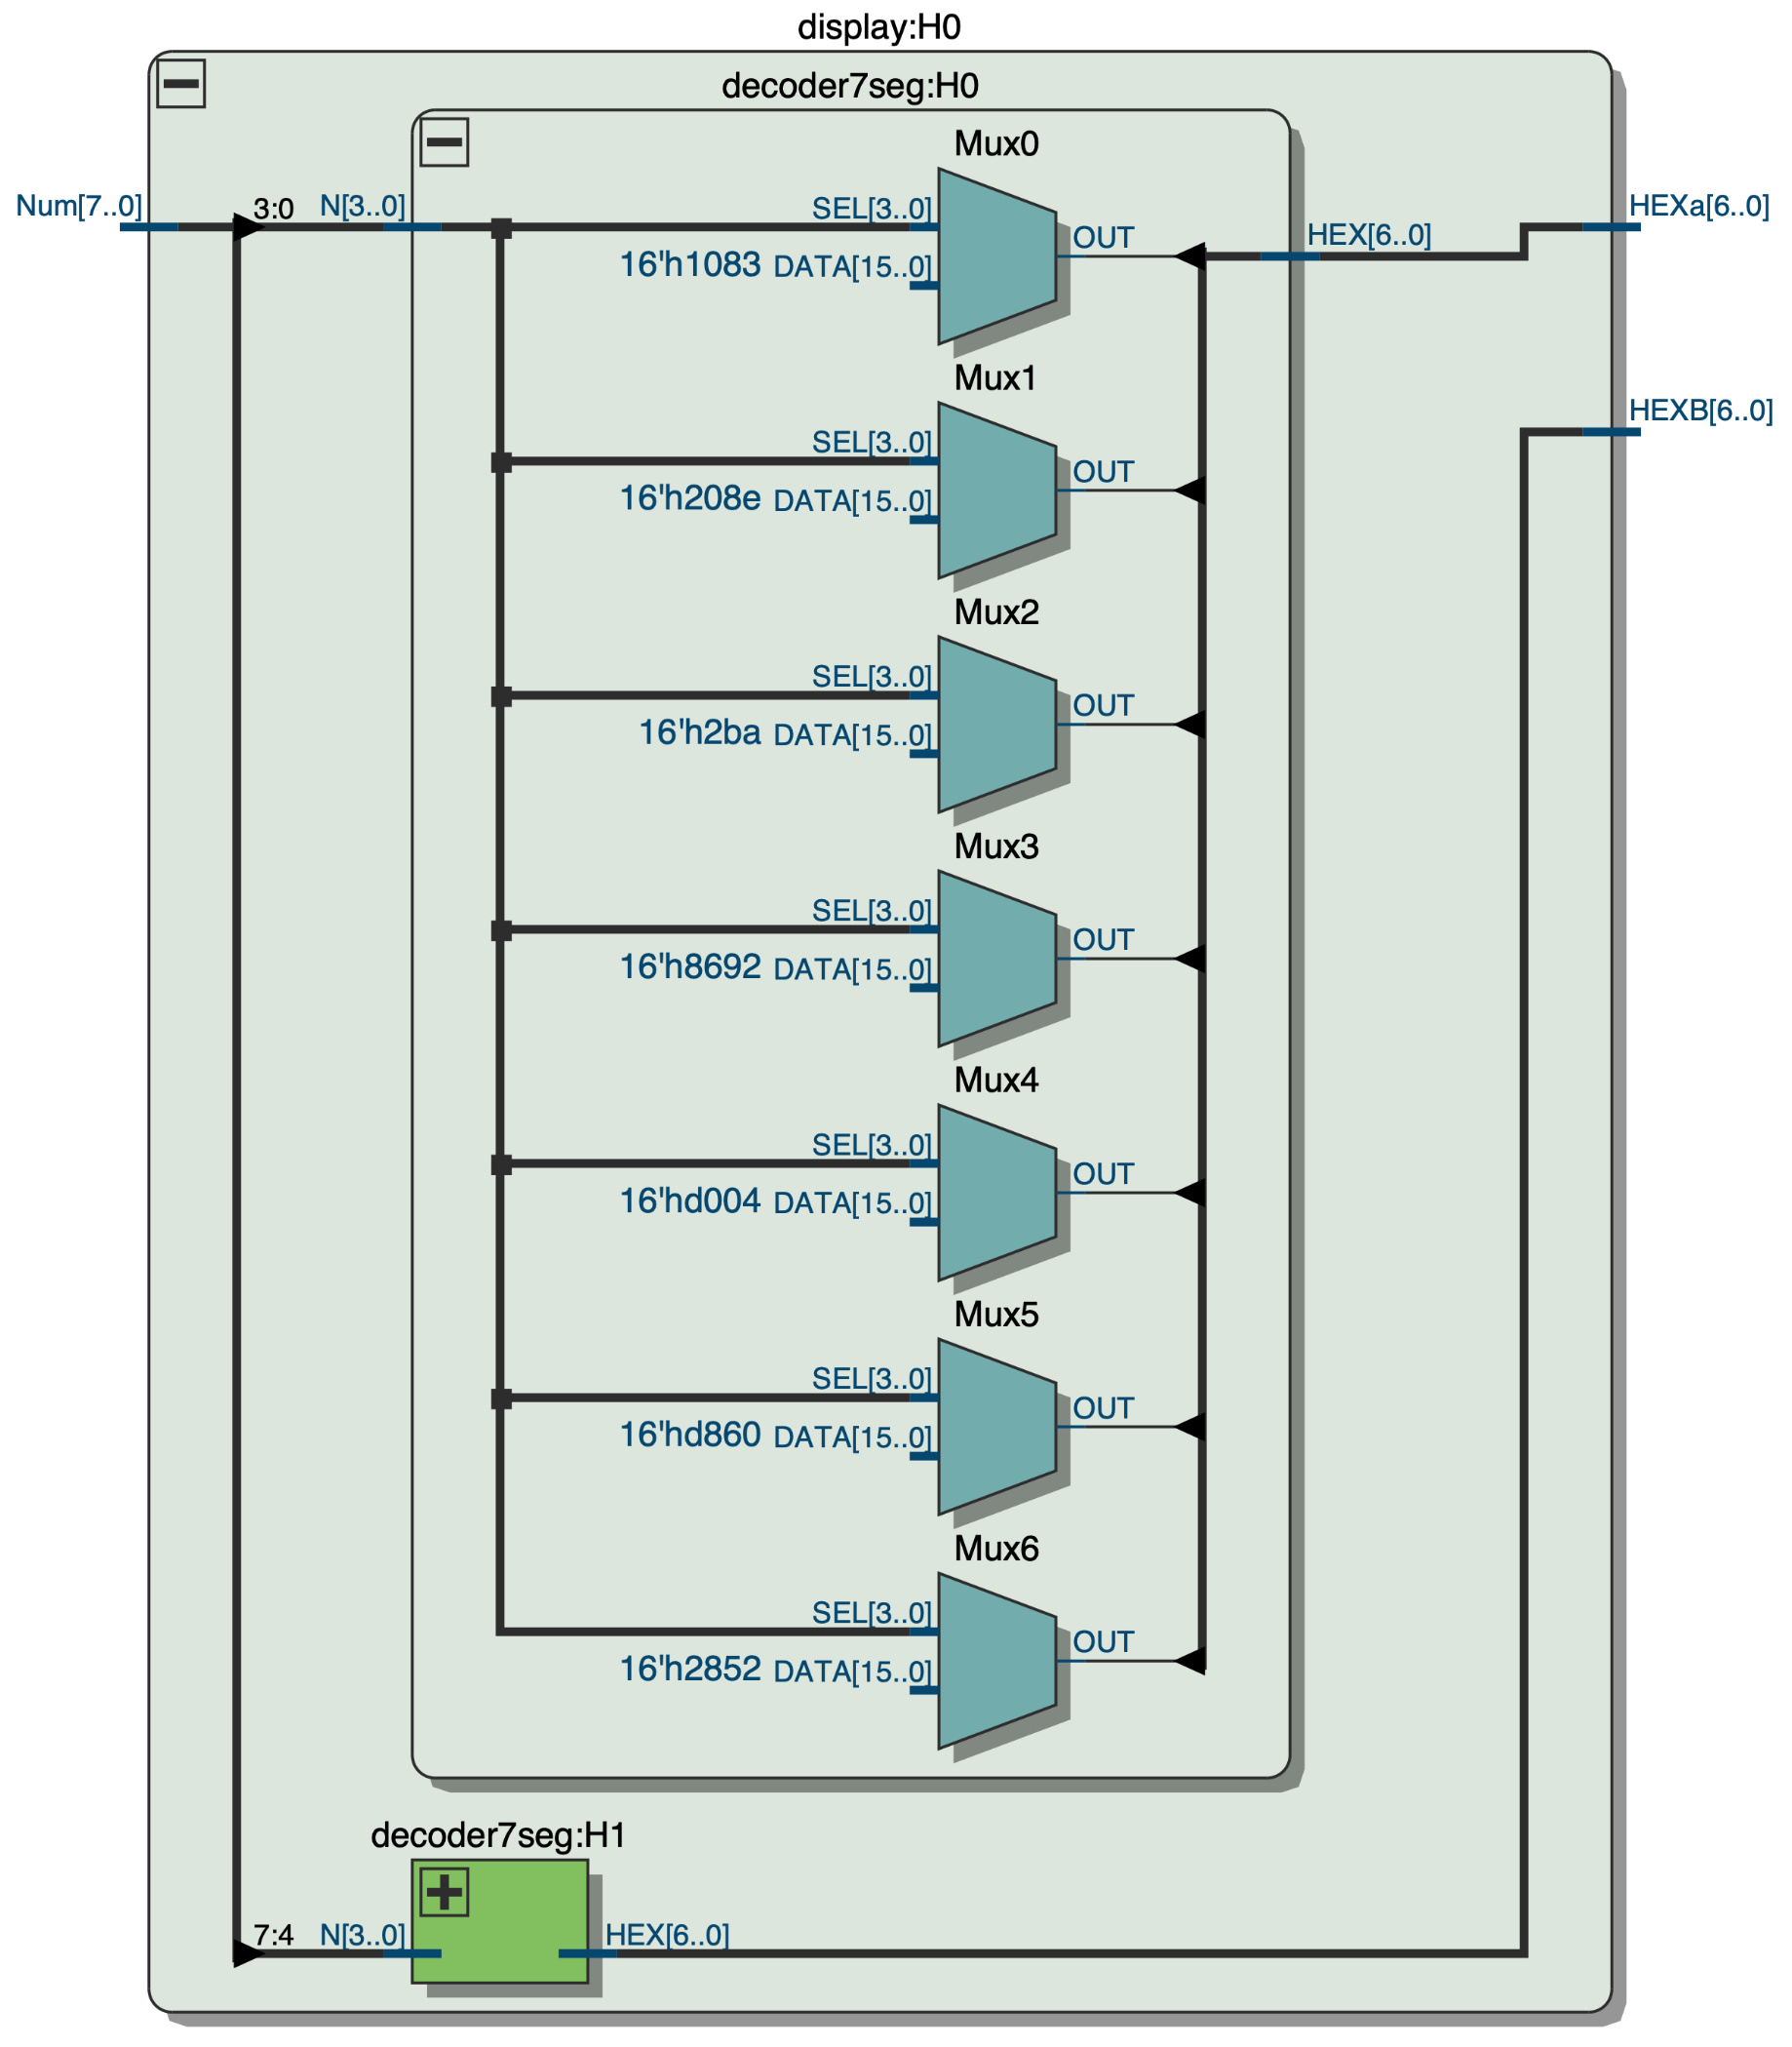 display:H0
decoder7seg:H0
Mux0
Num[7..0]
3:0
N[3..0]
SEL[3..0]
HEXa[6..0]
OUT
HEX[6..0]
16'h1083 DATA[15..0]
Mux1
HEXB[6..0]
SEL[3..0]
OUT
16'h208e DATA[15..0]
Mux2
SEL[3..0]
OUT
16'h2ba DATA[15..0]
Mux3
SEL[3..0]
OUT
16'h8692 DATA[15..0]
Mux4
SEL[3..0]
OUT
16'hd004 DATA[15..0]
Mux5
SEL[3..0]
OUT
16'hd860 DATA[15..0]
Mux6
SEL[3..0]
OUT
16'h2852 DATA[15..0]
decoder7seg:H1
7:4
N[3..0]
HEX[6..0]